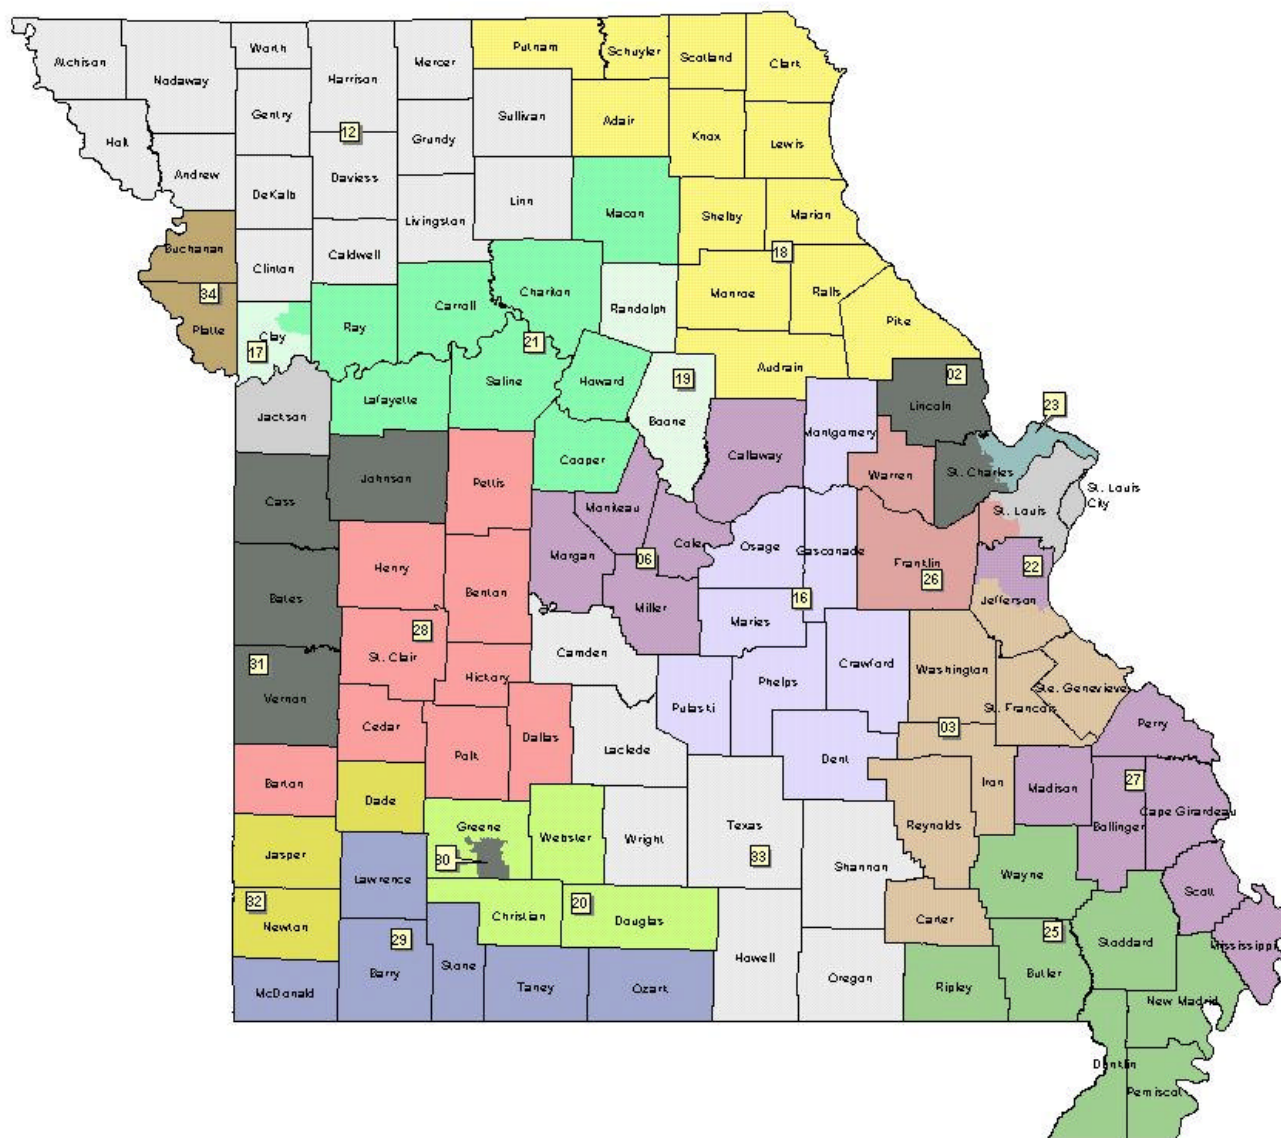 Atchison
Nodaway
Worth
Harrison
Mercer
Putnam
Schuyler
Scotland
Clark
Holt
Gentry
12
Grundy
Sullivan
Adair
Knox
Lewis
Andrew
DeKalb
Daviess
Livingston
Linn
Macon
Shelby
Marion
Buchanan
Clinton
Caldwell
18
34
Platte
Clay
17
Ray
Carroll
Chariton
Randolph
Monroe
Ralls
Pike
21
Saline
Howard
19
Audrain
02
Lincoln
23
Jackson
Lafayette
Cooper
Boone
Callaway
Montgomery
Warren
St. Charles
St. Louis
St. Louis
City
Cass
Johnson
Pettis
Moniteau
Cole
Osage
Gasconade
Franklin
26
22
Jefferson
Bates
Henry
Benton
Morgan
06
Miller
16
Maries
31
Vernon
28
St. Clair
Hickory
Camden
Pulaski
Phelps
Crawford
Washington
St. Francois
Ste. Genevieve
Perry
Cedar
Polk
Dallas
Laclede
Dent
03
Iron
Madison
27
Bollinger
Cape Girardeau
Barton
Dade
Greene
30
Webster
Wright
Texas
33
Shannon
Reynolds
Wayne
Scott
Jasper
Lawrence
32
Newton
29
Barry
Stone
Christian
20
Douglas
Howell
Oregon
Carter
Ripley
25
Butler
Stoddard
Mississippi
McDonald
Taney
Ozark
New Madrid
Dunklin
Pemiscot